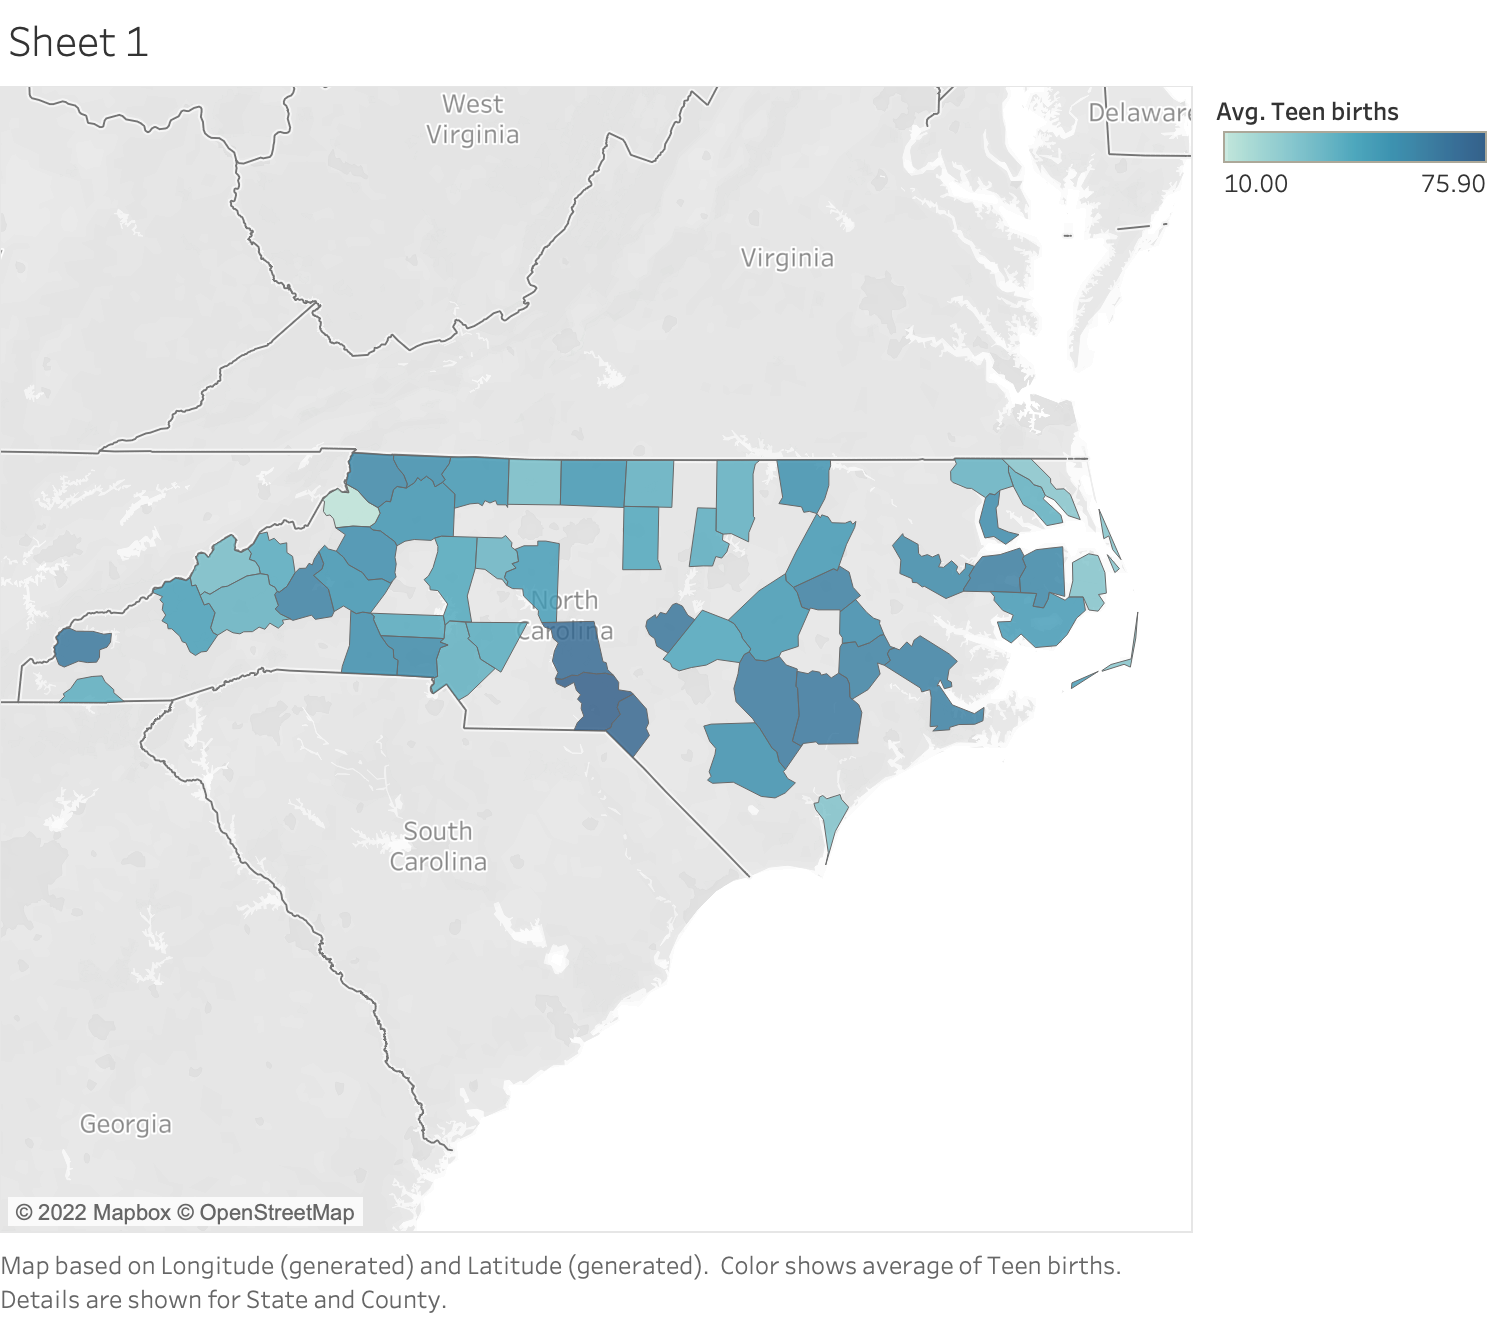 Sheet 1
West
Virginia
Delaware
Virginia
North
Carolina
South
Carolina
Georgia
© 2022 Mapbox © OpenStreetMap
Avg. Teen births
10.00 75.90
Map based on Longitude (generated) and Latitude (generated).  Color shows average of Teen births.
Details are shown for State and County.